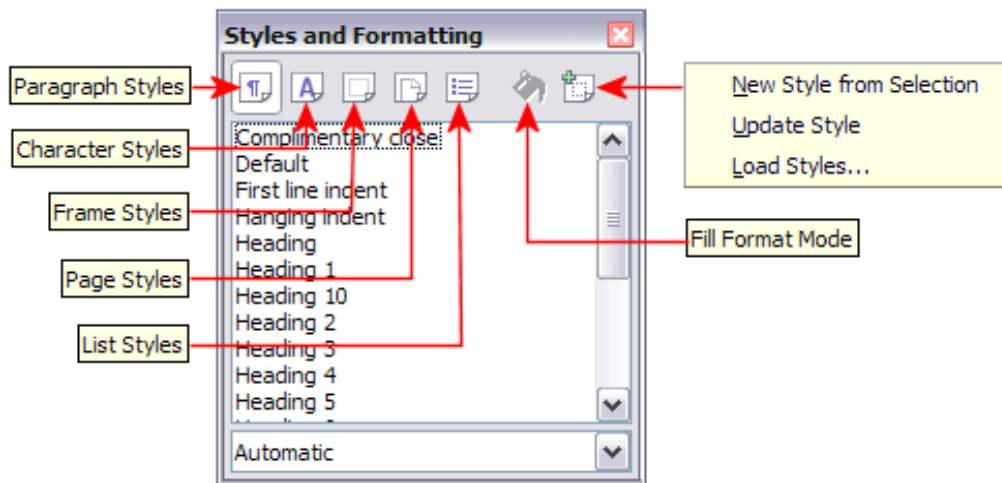 Styles and Formatting
Paragraph Styles
Character Styles
Frame Styles
Page Styles
List Styles
Complimentary close
Default
First line indent
Hanging indent
Heading
Heading 1
Heading 10
Heading 2
Heading 3
Heading 4
Heading 5
Automatic
New Style from Selection
Update Style
Load Styles...
Fill Format Mode